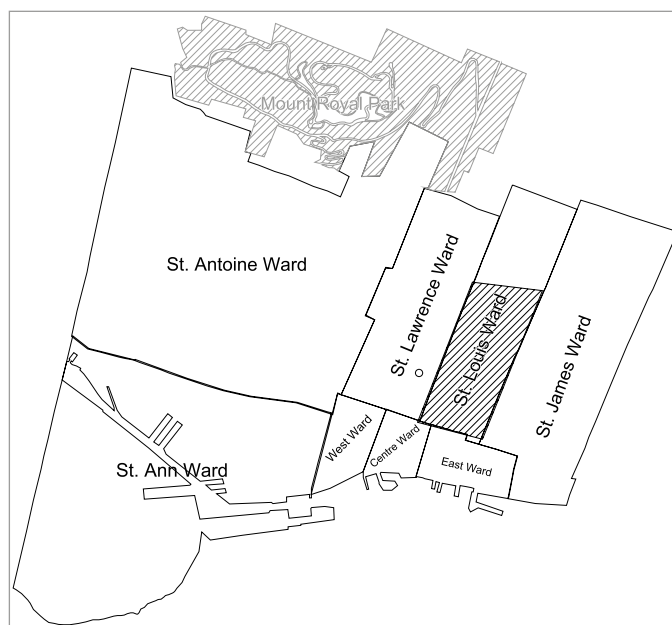 Mount Royal Park
St. Antoine Ward
St. Lawrence Ward
St. Louis Ward
St. James Ward
West Ward
Centre Ward
East Ward
St. Ann Ward